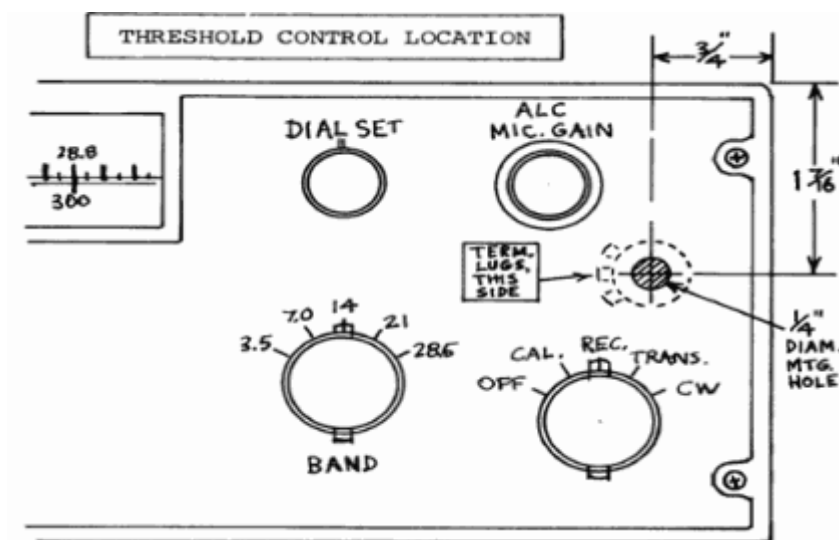 THRESHOLD CONTROL LOCATION
3/4"
ALC
MIC. GAIN
DIAL SET
28.8
300
1 7/16"
TERM.
LUGS,
THIS
SIDE
14
7.0
21
3.5
28.6
1/4"
DIAM.
MTG.
HOLE
REC.
CAL.
TRANS.
OFF
CW
BAND